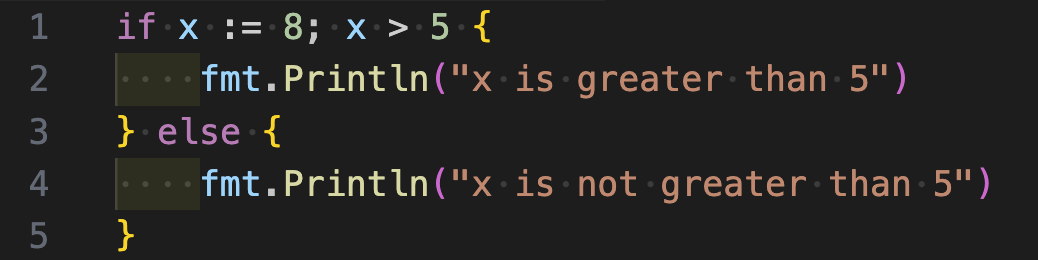 1 if x := 8; x > 5 {
2     fmt.Println("x is greater than 5")
3 } else {
4     fmt.Println("x is not greater than 5")
5 }